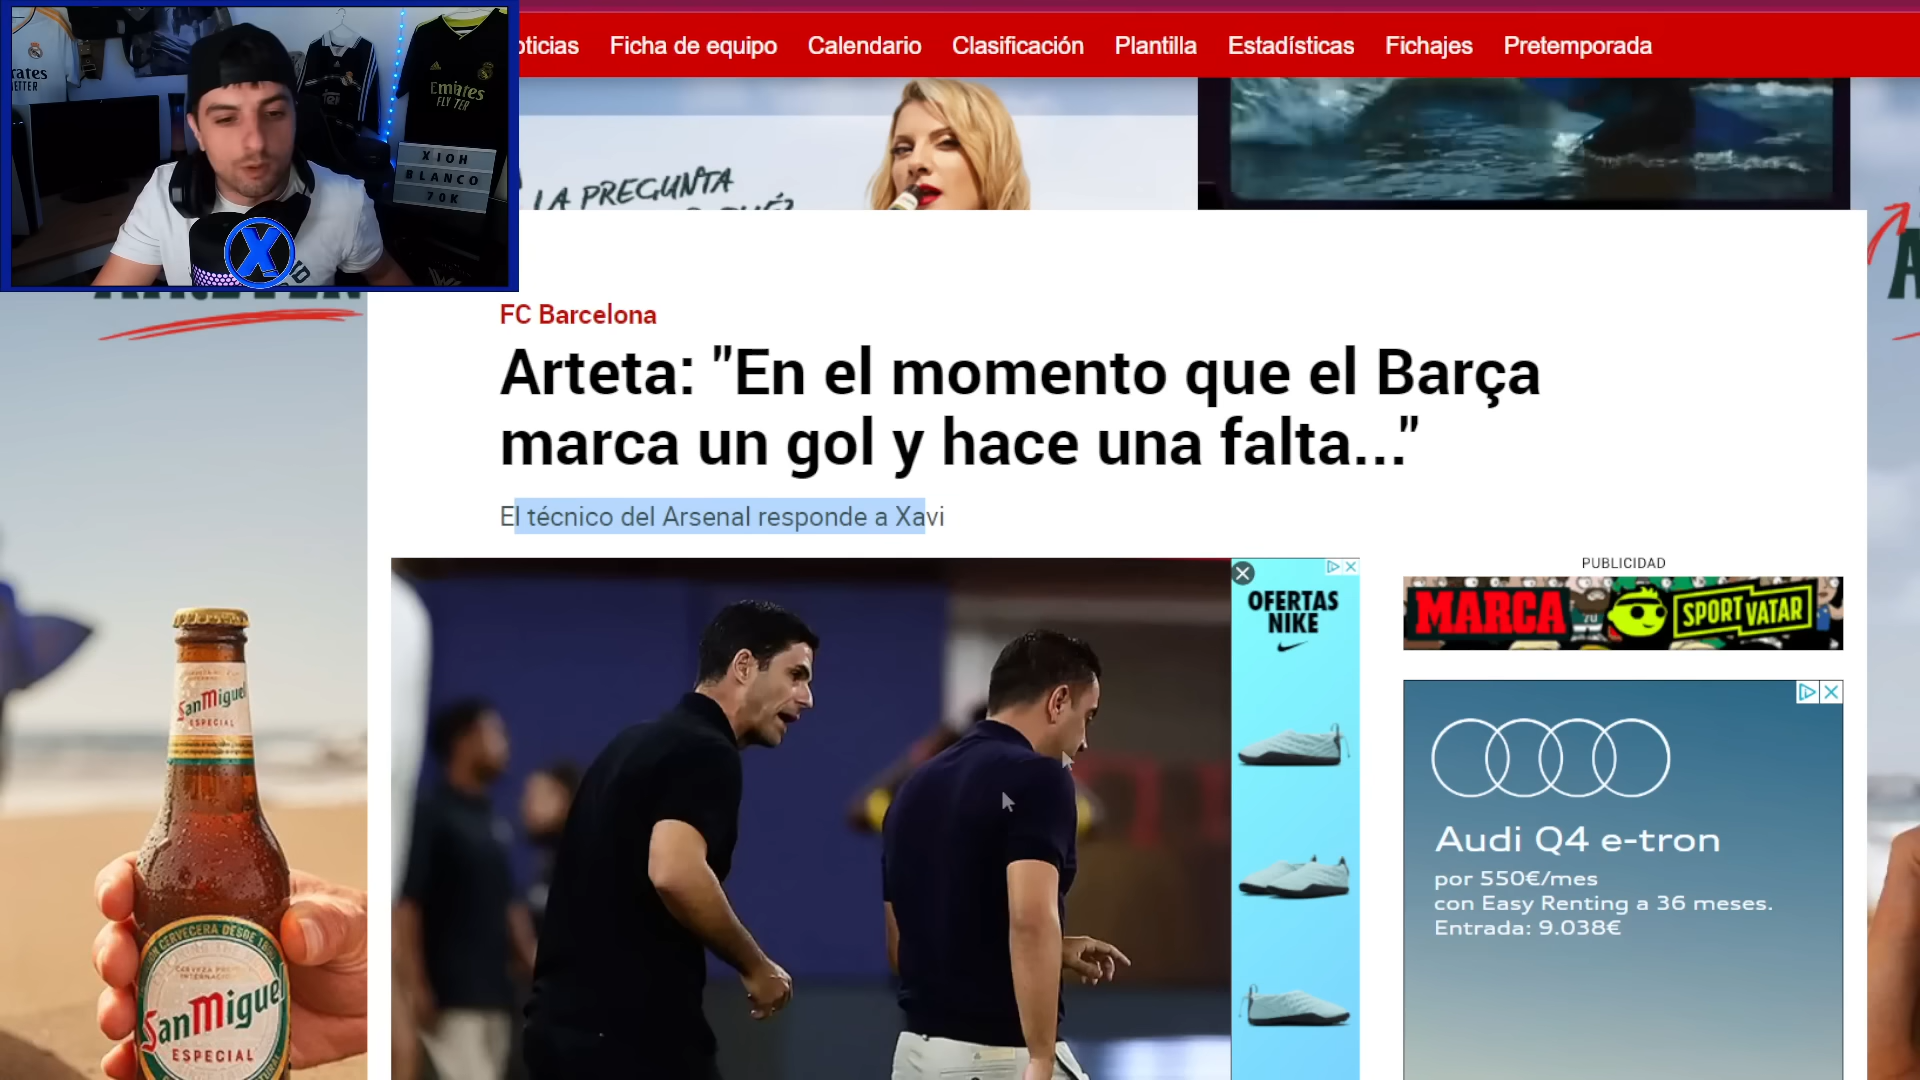 Ficha de equipo Calendario Clasificación Plantilla Estadísticas Fichajes Pretemporada
Emirates
FLY
XIOH
BLANCO
70K
X
LA PREGUNTA
FC Barcelona
Arteta: "En el momento que el Barça
marca un gol y hace una falta..."
El técnico del Arsenal responde a Xavi
PUBLICIDAD
MARCA
SPORTVATAR
OFERTAS
NIKE
Audi Q4 e-tron
por 550€/mes
con Easy Renting a 36 meses.
Entrada: 9.038€
San Miguel
ESPECIAL
CERVECERA DESDE
San Miguel
ESPECIAL